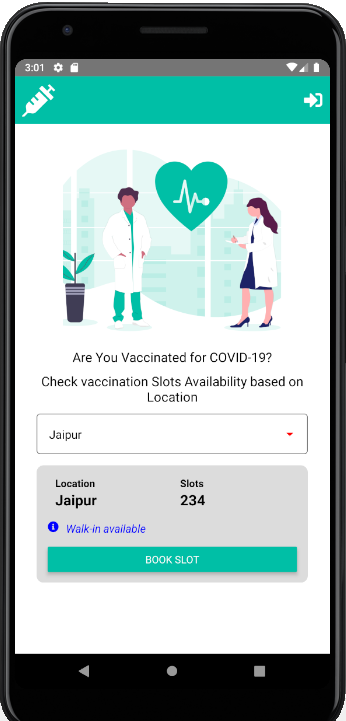 3:01
Are You Vaccinated for COVID-19?
Check vaccination Slots Availability based on
Location
Jaipur
Location Slots
Jaipur 234
Walk-in available
BOOK SLOT